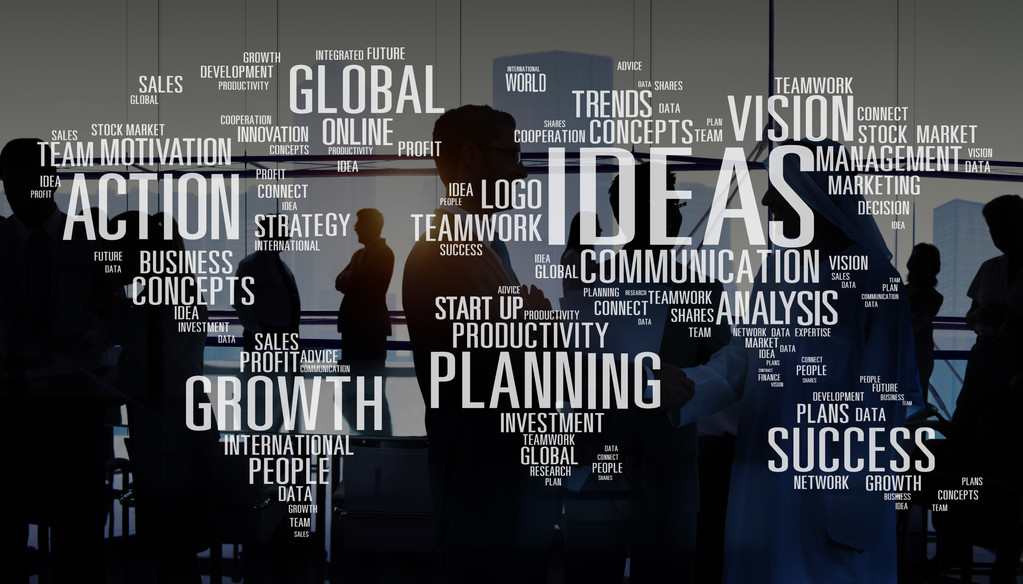 GROWTH
DEVELOPMENT
PRODUCTIVITY
SALES
GLOBAL
INTEGRATED FUTURE
GLOBAL
COOPERATION
INNOVATION
CONCEPTS
ONLINE
PRODUCTIVITY
IDEA
PROFIT
SALES
STOCK MARKET
TEAM MOTIVATION
IDEA
PROFIT
ACTION
PROFIT
CONNECT
IDEA
STRATEGY
INTERNATIONAL
FUTURE
DATA
BUSINESS
CONCEPTS
IDEA
INVESTMENT
DATA
SALES
PROFIT ADVICE
COMMUNICATION
GROWTH
INTERNATIONAL
PEOPLE
DATA
GROWTH
TEAM
SALES
INTERNATIONAL
WORLD
ADVICE
DATA SHARES
TRENDS DATA
SHARES
COOPERATION CONCEPTS
PLAN
TEAM
TEAMWORK
VISION
CONNECT
STOCK MARKET
MANAGEMENT
VISION
DATA
MARKETING
DECISION
IDEA
IDEAS
IDEA
PEOPLE
LOGO
TEAMWORK
SUCCESS
IDEA
GLOBAL
COMMUNICATION
VISION
SALES
DATA
TEAM
PLAN
COMMUNICATION
DATA
ADVICE
START UP
PRODUCTIVITY
PLANNING
RESEARCH
TEAMWORK
CONNECT
DATA
SHARES
TEAM
ANALYSIS
NETWORK DATA EXPERTISE
MARKET
DATA
IDEA
PLANS
CONTRACT
FINANCE
VISION
CONNECT
PEOPLE
SHARES
PRODUCTIVITY
PLANNING
INVESTMENT
TEAMWORK
GLOBAL
RESEARCH
PLAN
DATA
CONNECT
PEOPLE
SHARES
PEOPLE
FUTURE
BUSINESS
TEAM
DEVELOPMENT
PLANS DATA
SUCCESS
NETWORK
GROWTH
BUSINESS
IDEA
PLANS
CONCEPTS
TEAM